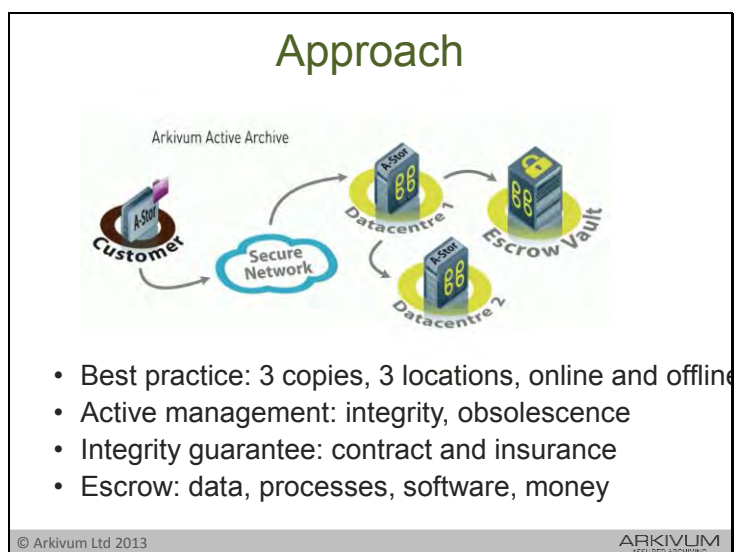 Approach
Arkivum Active Archive
A-Stor
Customer
Secure
Network
A-Stor
Datacentre 1
Escrow Vault
A-Stor
Datacentre 2
• Best practice: 3 copies, 3 locations, online and offline
• Active management: integrity, obsolescence
• Integrity guarantee: contract and insurance
• Escrow: data, processes, software, money
© Arkivum Ltd 2013
ARKIVUM
ASSURED ARCHIVING